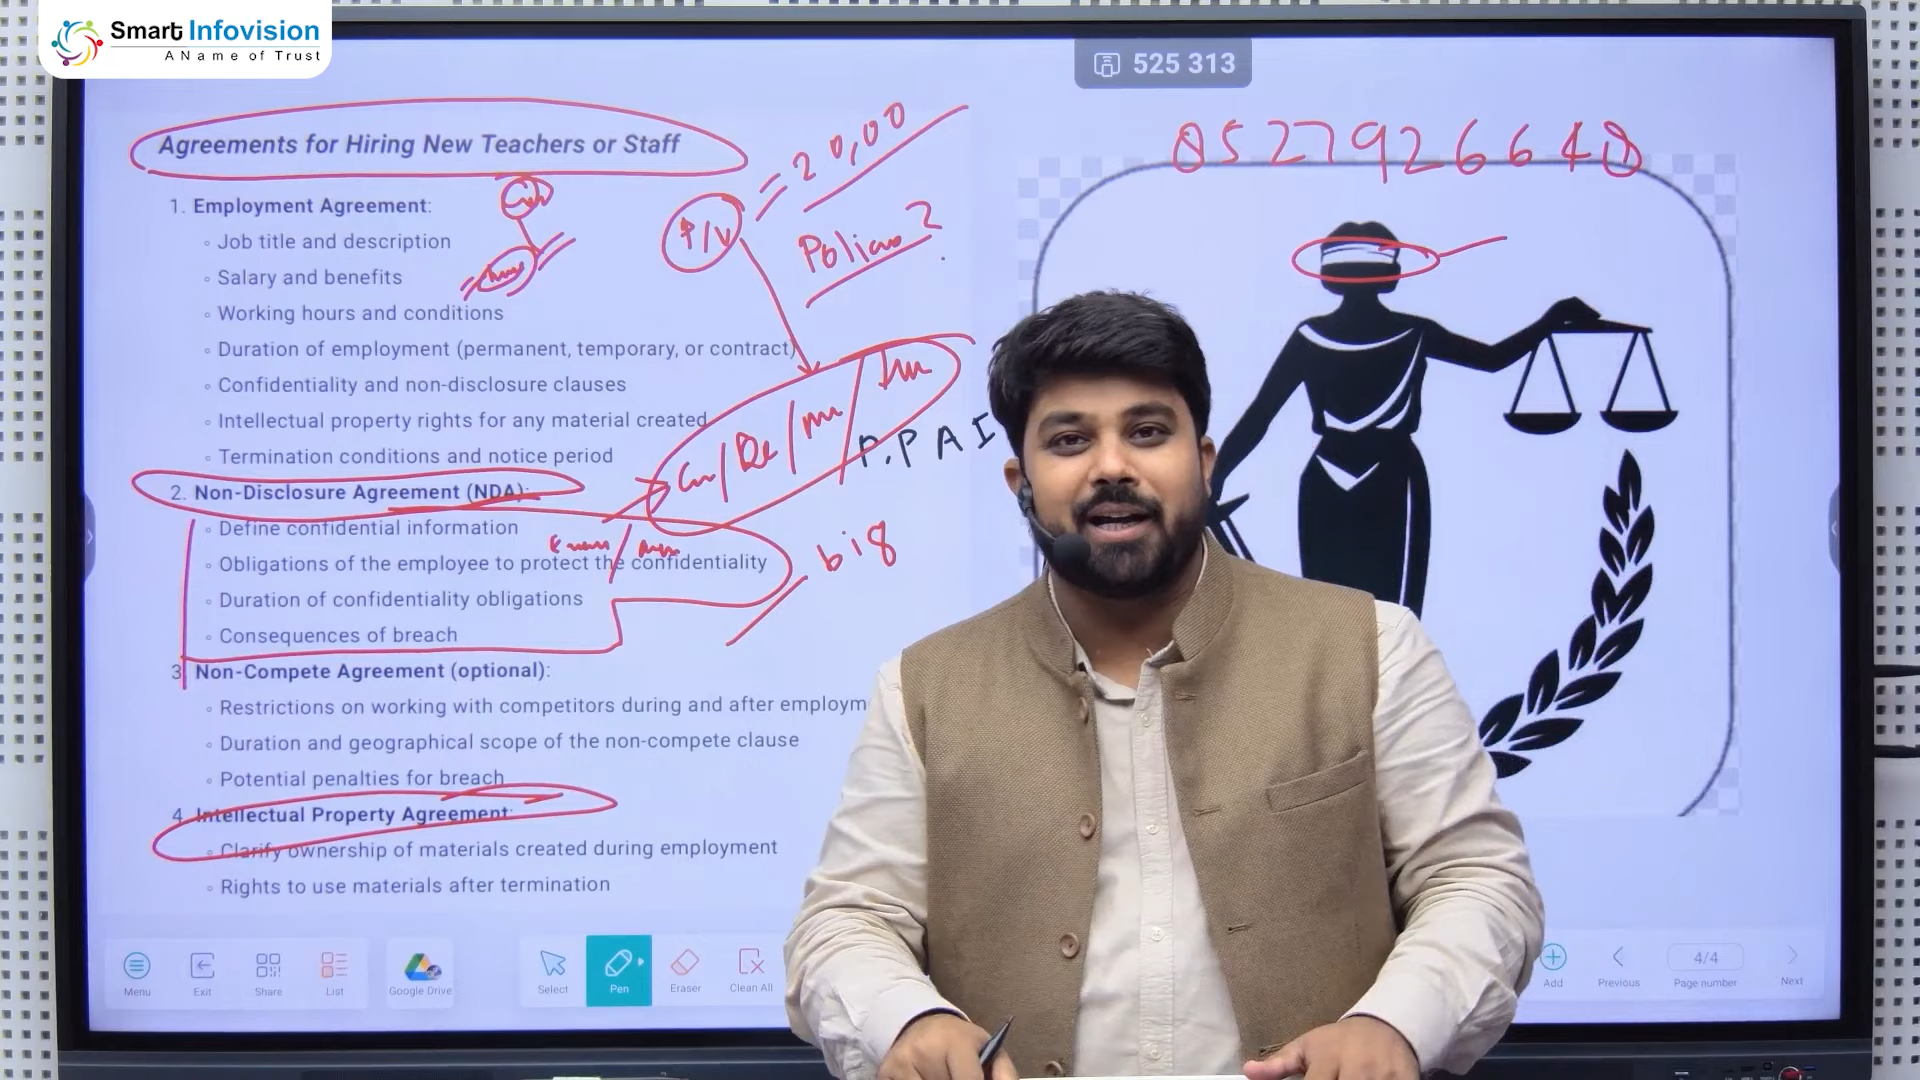 Smart Infovision
A Name of Trust
525 313
Agreements for Hiring New Teachers or Staff
= 20,00
1. Employment Agreement:
P/V
◦ Job title and description
◦ Salary and benefits
◦ Working hours and conditions
◦ Duration of employment (permanent, temporary, or contract)
◦ Confidentiality and non-disclosure clauses
◦ Intellectual property rights for any material created
P A I
◦ Termination conditions and notice period
2. Non-Disclosure Agreement (NDA):
◦ Define confidential information
big
◦ Obligations of the employee to protect the confidentiality
◦ Duration of confidentiality obligations
◦ Consequences of breach
3 Non-Compete Agreement (optional):
◦ Restrictions on working with competitors during and after employm
◦ Duration and geographical scope of the non-compete clause
◦ Potential penalties for breach
4. Intellectual Property Agreement:
◦ Clarify ownership of materials created during employment
◦ Rights to use materials after termination
Menu Exit Share List Google Drive Select Pen Eraser Clean All Add Previous 4/4 Page number Next